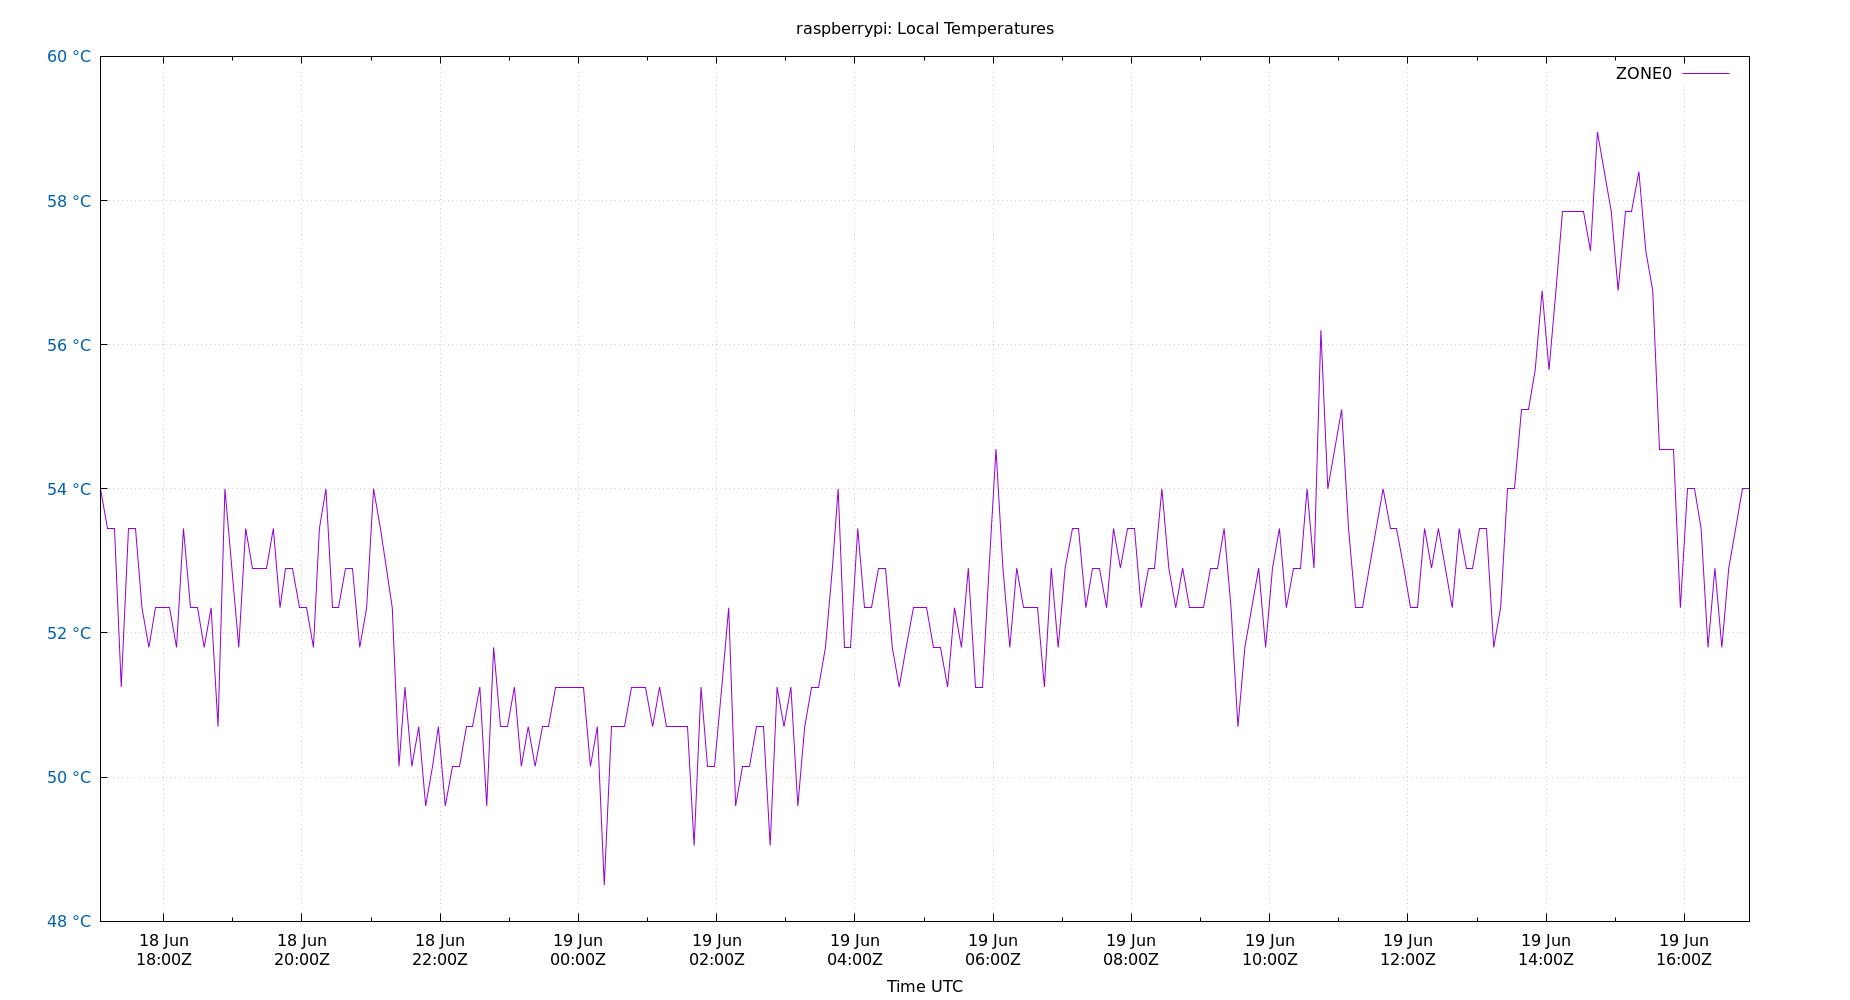 raspberrypi: Local Temperatures
60 °C
ZONE0
58 °C
56 °C
54 °C
52 °C
50 °C
48 °C
18 Jun 18 Jun 18 Jun 19 Jun 19 Jun 19 Jun 19 Jun 19 Jun 19 Jun 19 Jun 19 Jun 19 Jun
18:00Z 20:00Z 22:00Z 00:00Z 02:00Z 04:00Z 06:00Z 08:00Z 10:00Z 12:00Z 14:00Z 16:00Z
Time UTC